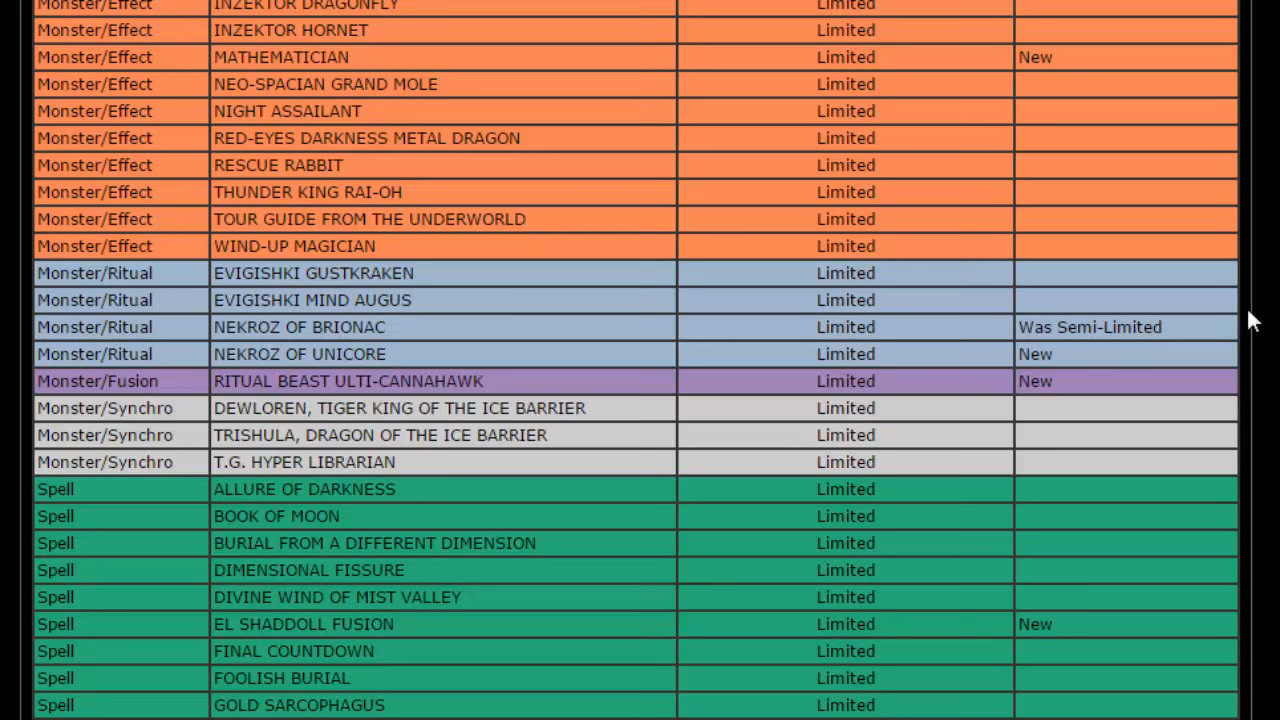 Monster/Effect INZEKTOR DRAGONFLY Limited
Monster/Effect INZEKTOR HORNET Limited
Monster/Effect MATHEMATICIAN Limited New
Monster/Effect NEO-SPACIAN GRAND MOLE Limited
Monster/Effect NIGHT ASSAILANT Limited
Monster/Effect RED-EYES DARKNESS METAL DRAGON Limited
Monster/Effect RESCUE RABBIT Limited
Monster/Effect THUNDER KING RAI-OH Limited
Monster/Effect TOUR GUIDE FROM THE UNDERWORLD Limited
Monster/Effect WIND-UP MAGICIAN Limited
Monster/Ritual EVIGISHKI GUSTKRAKEN Limited
Monster/Ritual EVIGISHKI MIND AUGUS Limited
Monster/Ritual NEKROZ OF BRIONAC Limited Was Semi-Limited
Monster/Ritual NEKROZ OF UNICORE Limited New
Monster/Fusion RITUAL BEAST ULTI-CANNAHAWK Limited New
Monster/Synchro DEWLOREN, TIGER KING OF THE ICE BARRIER Limited
Monster/Synchro TRISHULA, DRAGON OF THE ICE BARRIER Limited
Monster/Synchro T.G. HYPER LIBRARIAN Limited
Spell ALLURE OF DARKNESS Limited
Spell BOOK OF MOON Limited
Spell BURIAL FROM A DIFFERENT DIMENSION Limited
Spell DIMENSIONAL FISSURE Limited
Spell DIVINE WIND OF MIST VALLEY Limited
Spell EL SHADDOLL FUSION Limited New
Spell FINAL COUNTDOWN Limited
Spell FOOLISH BURIAL Limited
Spell GOLD SARCOPHAGUS Limited